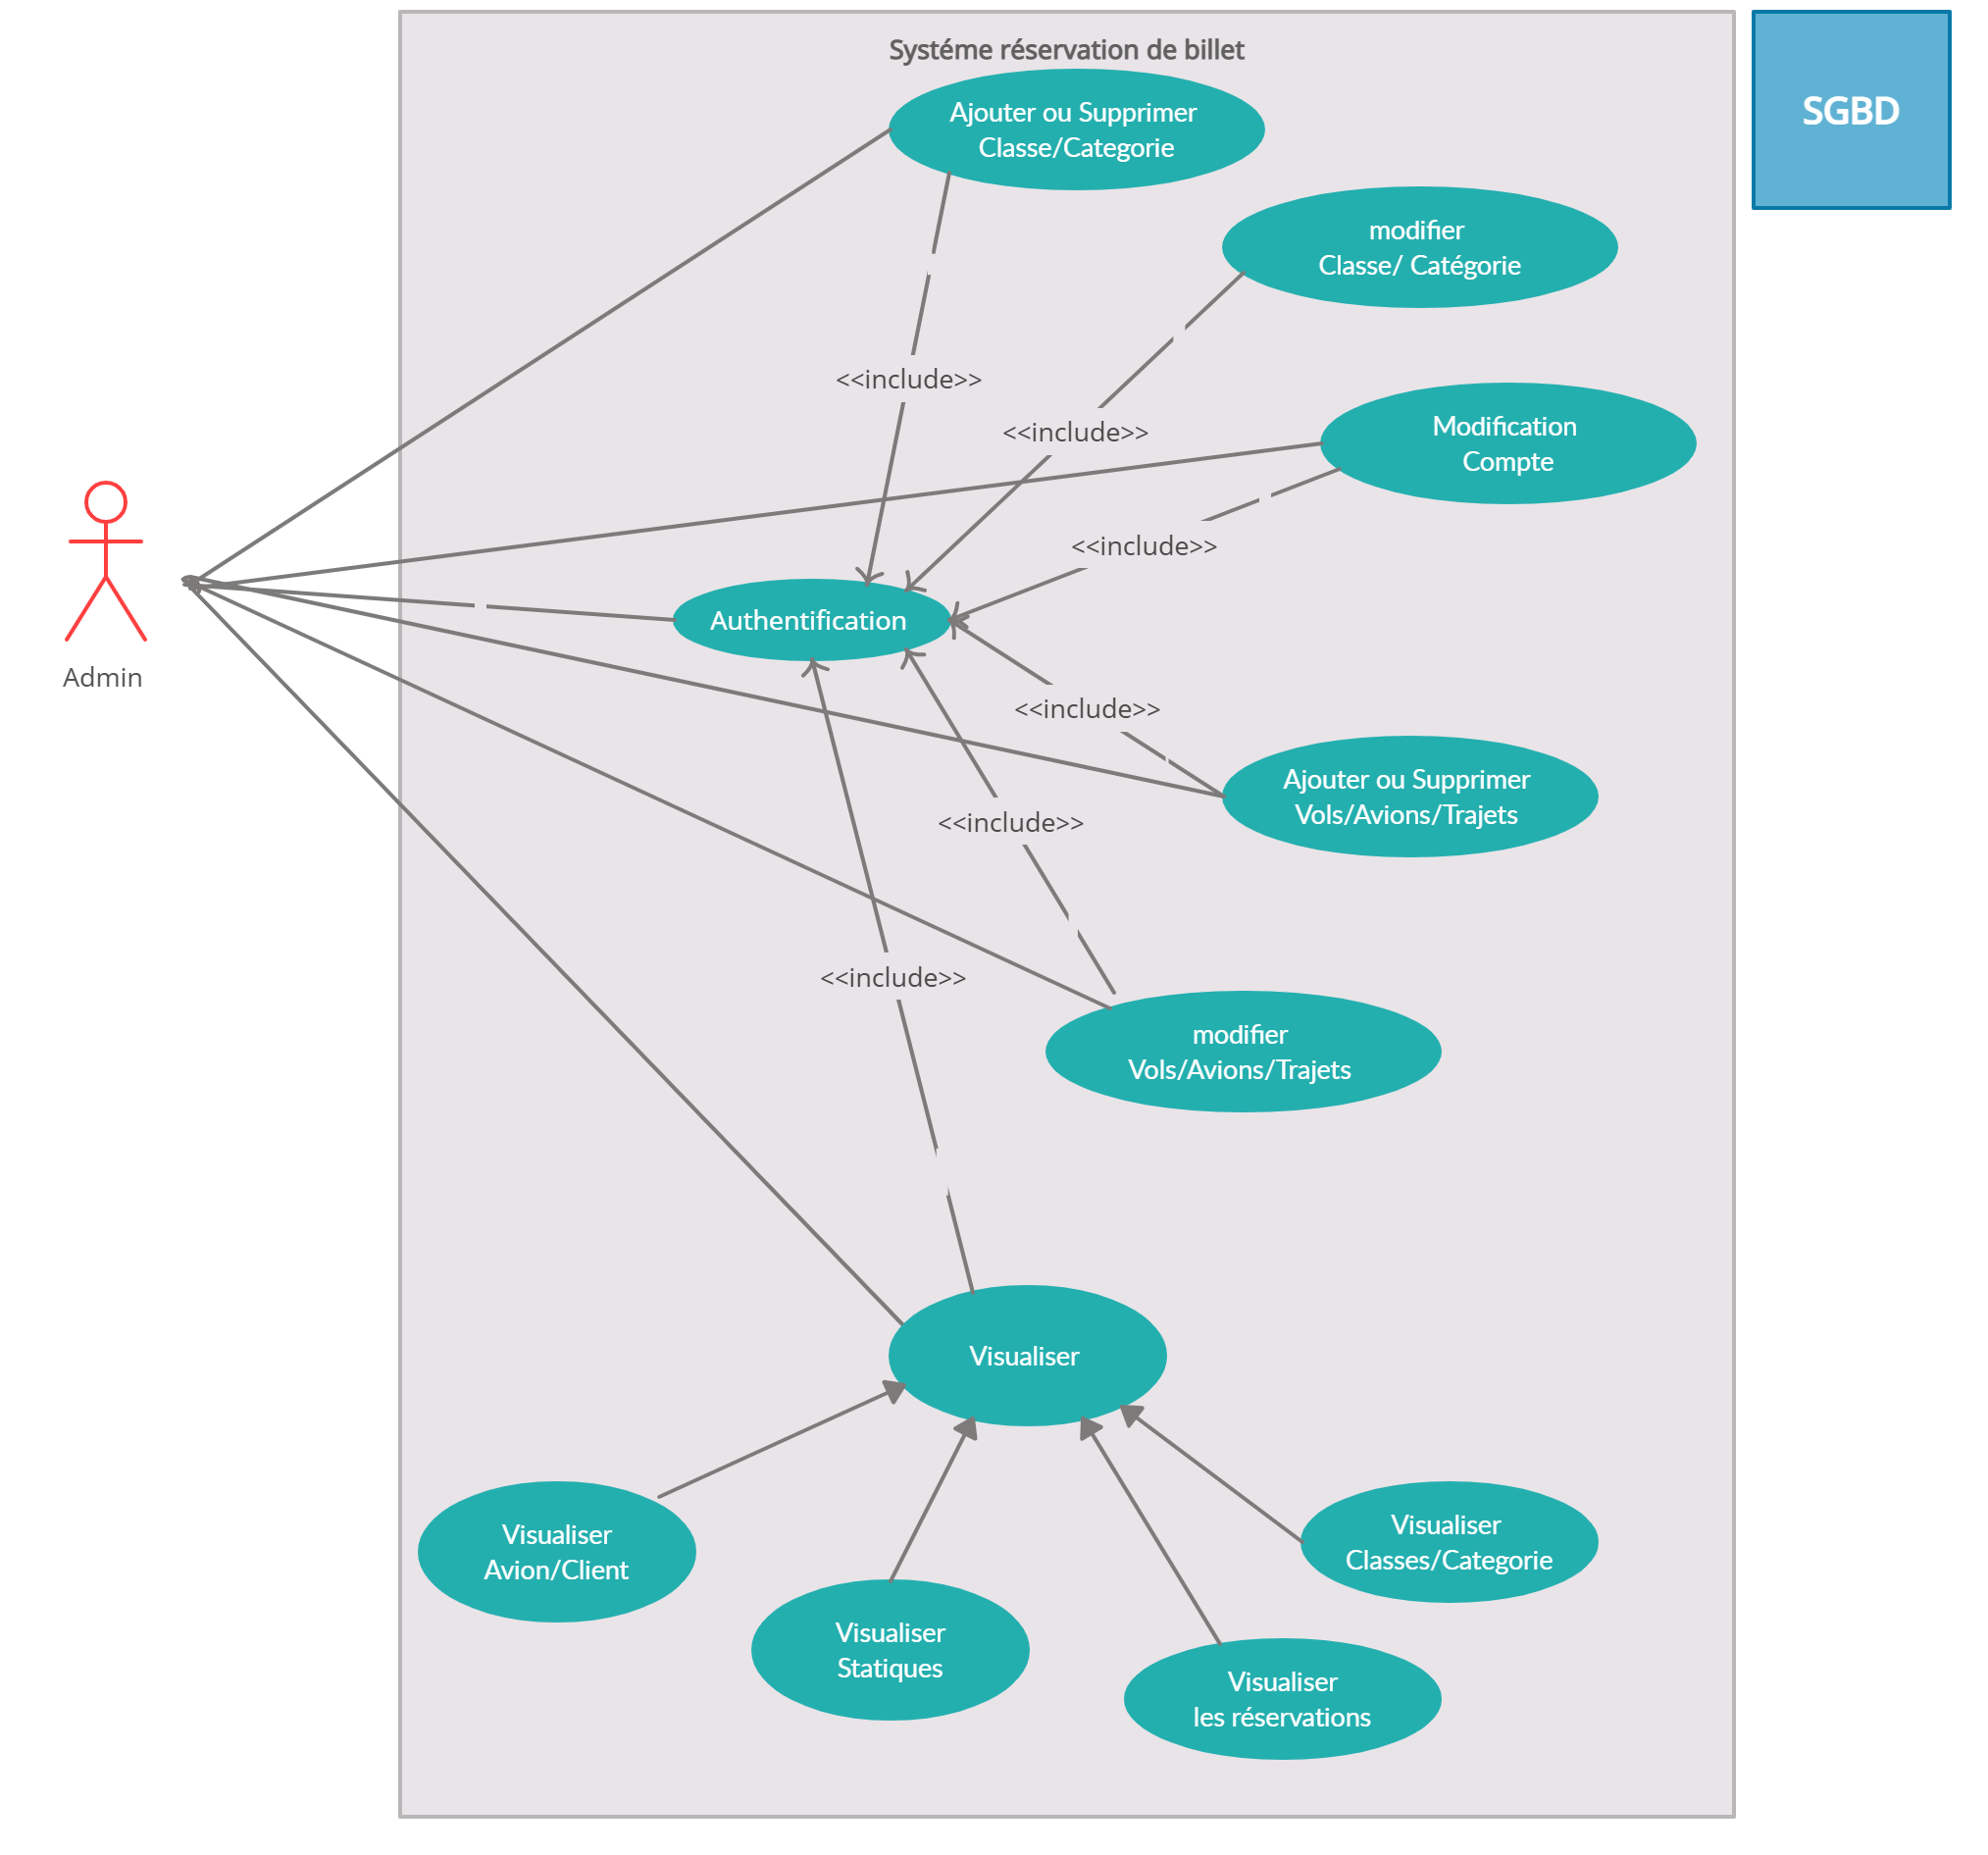 Systéme réservation de billet
SGBD
Ajouter ou Supprimer
Classe/Categorie
modifier
Classe/ Catégorie
<<include>>
<<include>>
Modification
Compte
<<include>>
Authentification
Admin
<<include>>
Ajouter ou Supprimer
Vols/Avions/Trajets
<<include>>
<<include>>
modifier
Vols/Avions/Trajets
Visualiser
Visualiser
Avion/Client
Visualiser
Statiques
Visualiser
les réservations
Visualiser
Classes/Categorie